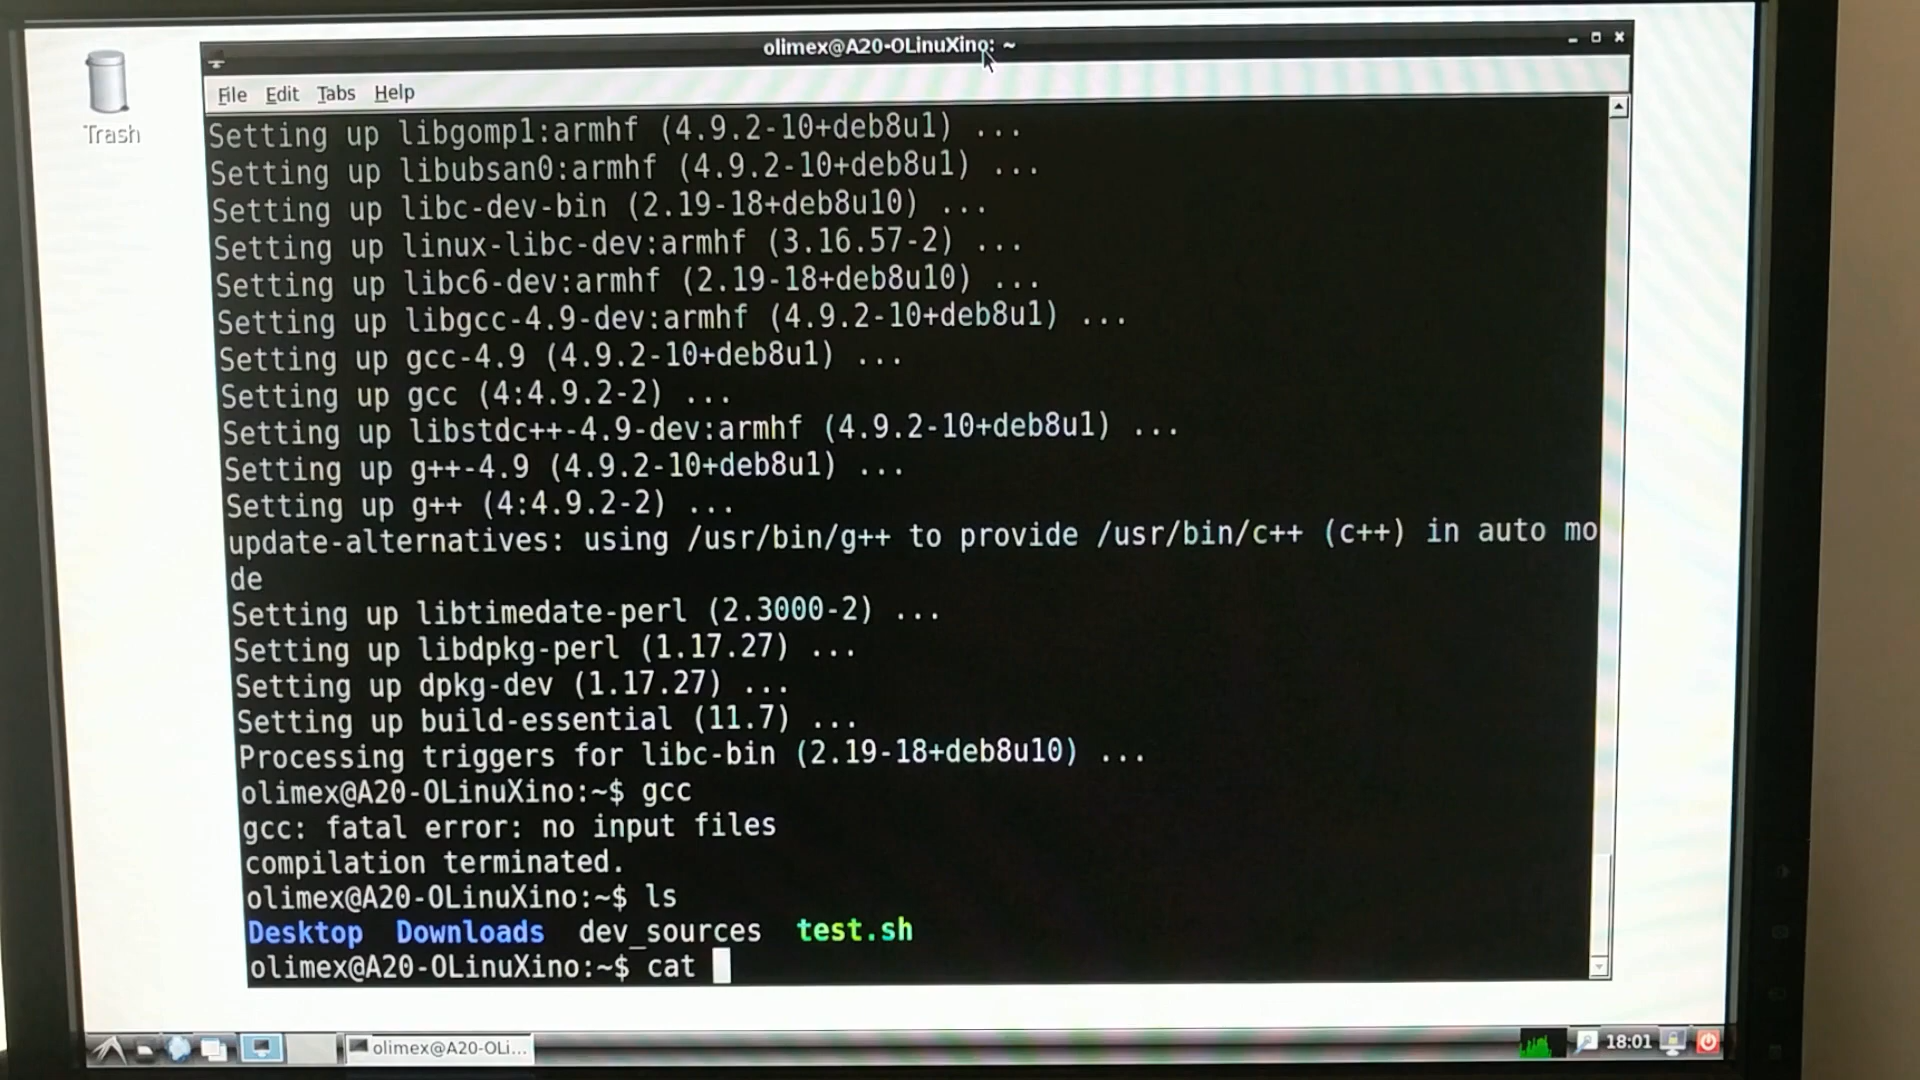 olimex@A20-OLinuXino: ~
Trash
File Edit Tabs Help
Setting up libgomp1:armhf (4.9.2-10+deb8u1) ...
Setting up libubsan0:armhf (4.9.2-10+deb8u1) ...
Setting up libc-dev-bin (2.19-18+deb8u10) ...
Setting up linux-libc-dev:armhf (3.16.57-2) ...
Setting up libc6-dev:armhf (2.19-18+deb8u10) ...
Setting up libgcc-4.9-dev:armhf (4.9.2-10+deb8u1) ...
Setting up gcc-4.9 (4.9.2-10+deb8u1) ...
Setting up gcc (4:4.9.2-2) ...
Setting up libstdc++-4.9-dev:armhf (4.9.2-10+deb8u1) ...
Setting up g++-4.9 (4.9.2-10+deb8u1) ...
Setting up g++ (4:4.9.2-2) ...
update-alternatives: using /usr/bin/g++ to provide /usr/bin/c++ (c++) in auto mo
de
Setting up libtimedate-perl (2.3000-2) ...
Setting up libdpkg-perl (1.17.27) ...
Setting up dpkg-dev (1.17.27) ...
Setting up build-essential (11.7) ...
Processing triggers for libc-bin (2.19-18+deb8u10) ...
olimex@A20-OLinuXino:~$ gcc
gcc: fatal error: no input files
compilation terminated.
olimex@A20-OLinuXino:~$ ls
Desktop Downloads dev_sources test.sh
olimex@A20-OLinuXino:~$ cat
olimex@A20-OLi...
18:01